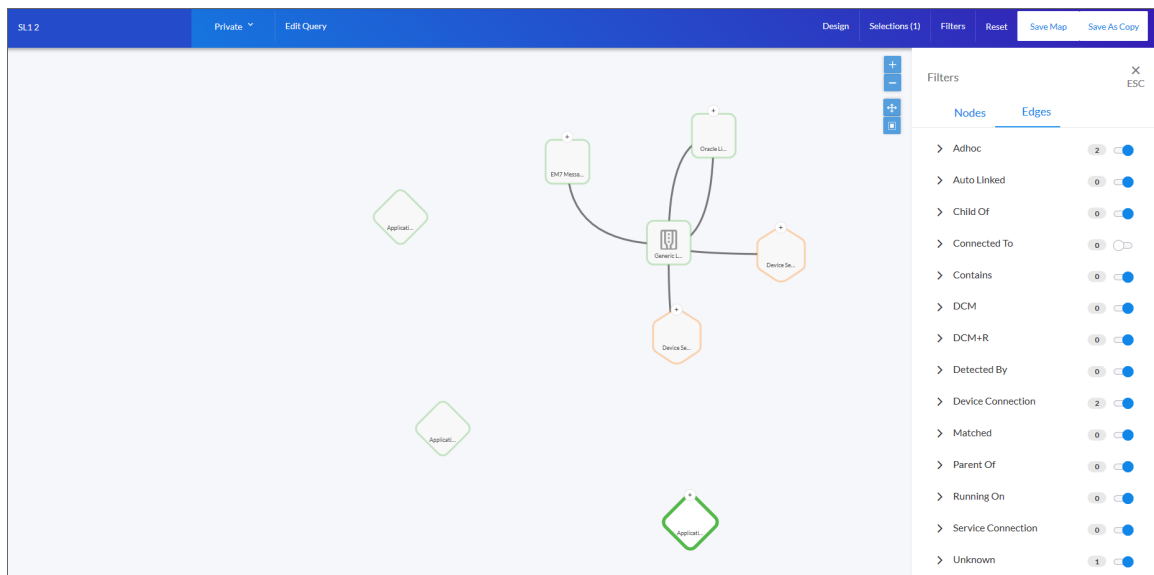 SL1 2
Private
Edit Query
Design
Selections (1)
Filters
Reset
Save Map
Save As Copy
Filters
ESC
Nodes
Edges
Adhoc 2
Auto Linked 0
Child Of 0
Connected To 0
Contains 0
DCM 0
DCM+R 0
Detected By 0
Device Connection 2
Matched 0
Parent Of 0
Running On 0
Service Connection 0
Unknown 1
Oracle Li...
EM7 Messa...
Applicati...
Generic L...
Device Se...
Device Se...
Applicati...
Applicati...